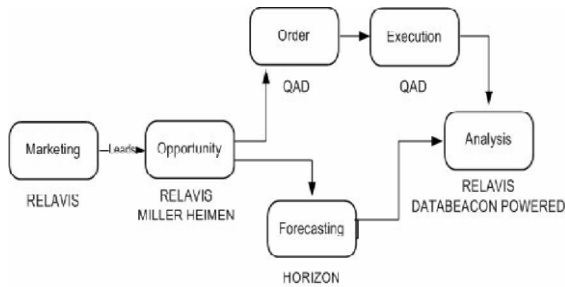 Order
Execution
QAD
QAD
Marketing
Leads
Opportunity
Analysis
RELAVIS
RELAVIS
MILLER HEIMEN
RELAVIS
DATABEACON POWERED
Forecasting
HORIZON